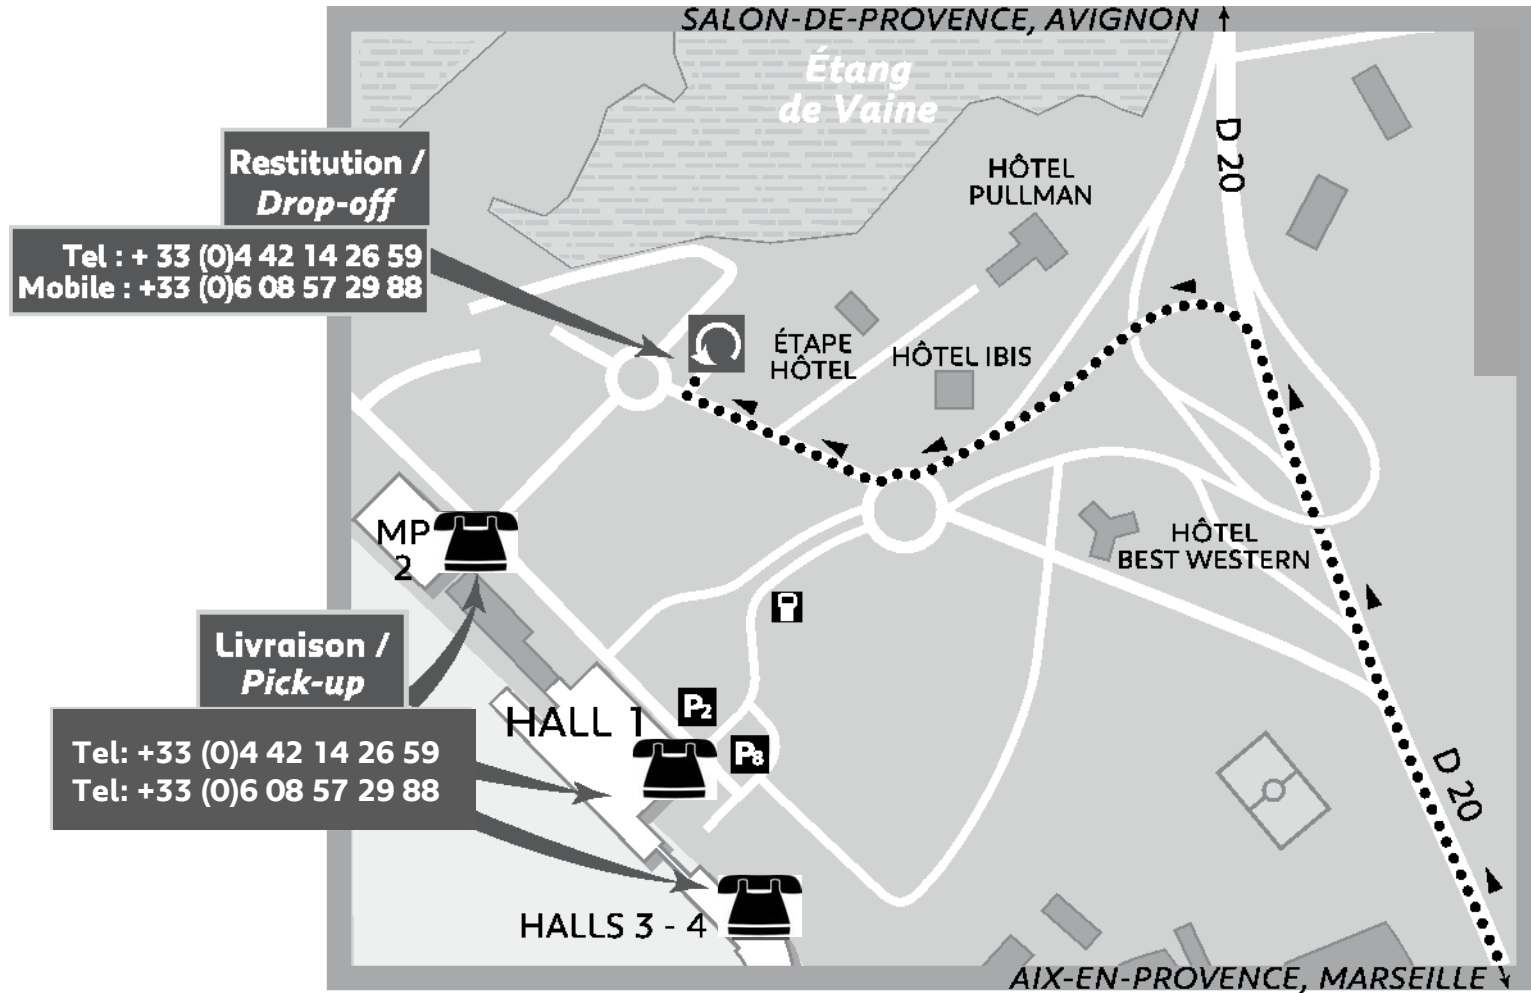 SALON-DE-PROVENCE, AVIGNON
Étang
de Vaine
D 20
Restitution /
Drop-off
Tel : + 33 (0)4 42 14 26 59
Mobile : +33 (0)6 08 57 29 88
HÔTEL
PULLMAN
ÉTAPE
HÔTEL
HÔTEL IBIS
MP
2
HÔTEL
BEST WESTERN
Livraison /
Pick-up
Tel: +33 (0)4 42 14 26 59
Tel: +33 (0)6 08 57 29 88
HALL 1
P2
P8
D 20
HALLS 3 - 4
AIX-EN-PROVENCE, MARSEILLE